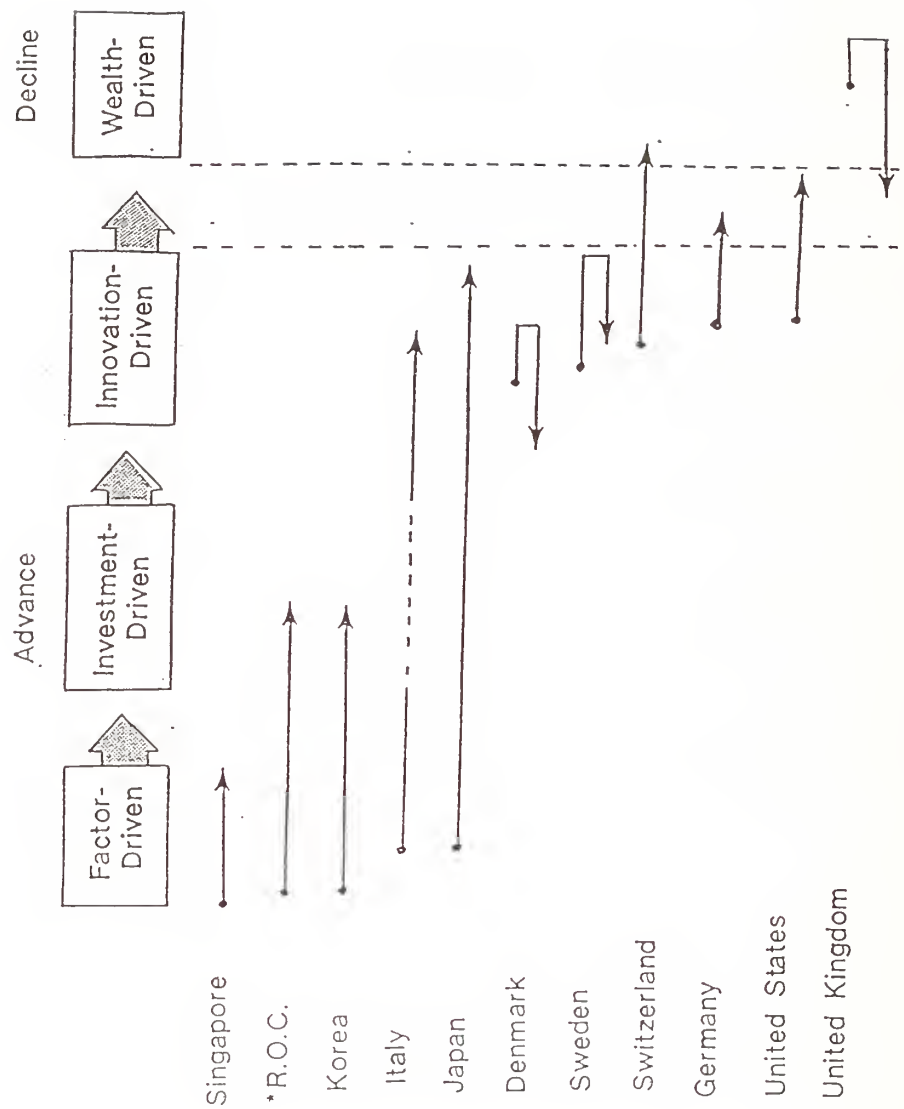 Advance
Decline
Factor-
Driven
Investment-
Driven
Innovation-
Driven
Wealth-
Driven
Singapore
*R.O.C.
Korea
Italy
Japan
Denmark
Sweden
Switzerland
Germany
United States
United Kingdom